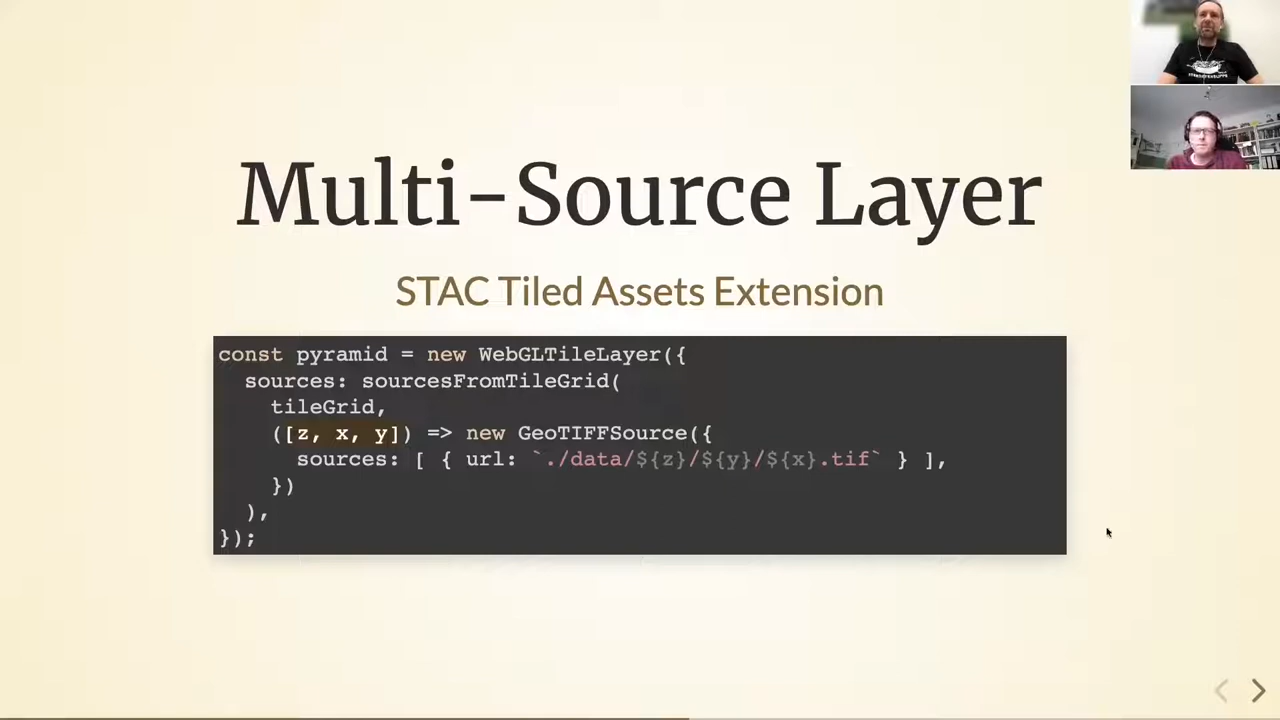 Multi-Source Layer
STAC Tiled Assets Extension
const pyramid = new WebGLTileLayer({
  sources: sourcesFromTileGrid(
    tileGrid,
    ([z, x, y]) => new GeoTIFFSource({
      sources: [ { url: `./data/${z}/${y}/${x}.tif` } ],
    })
  ),
});